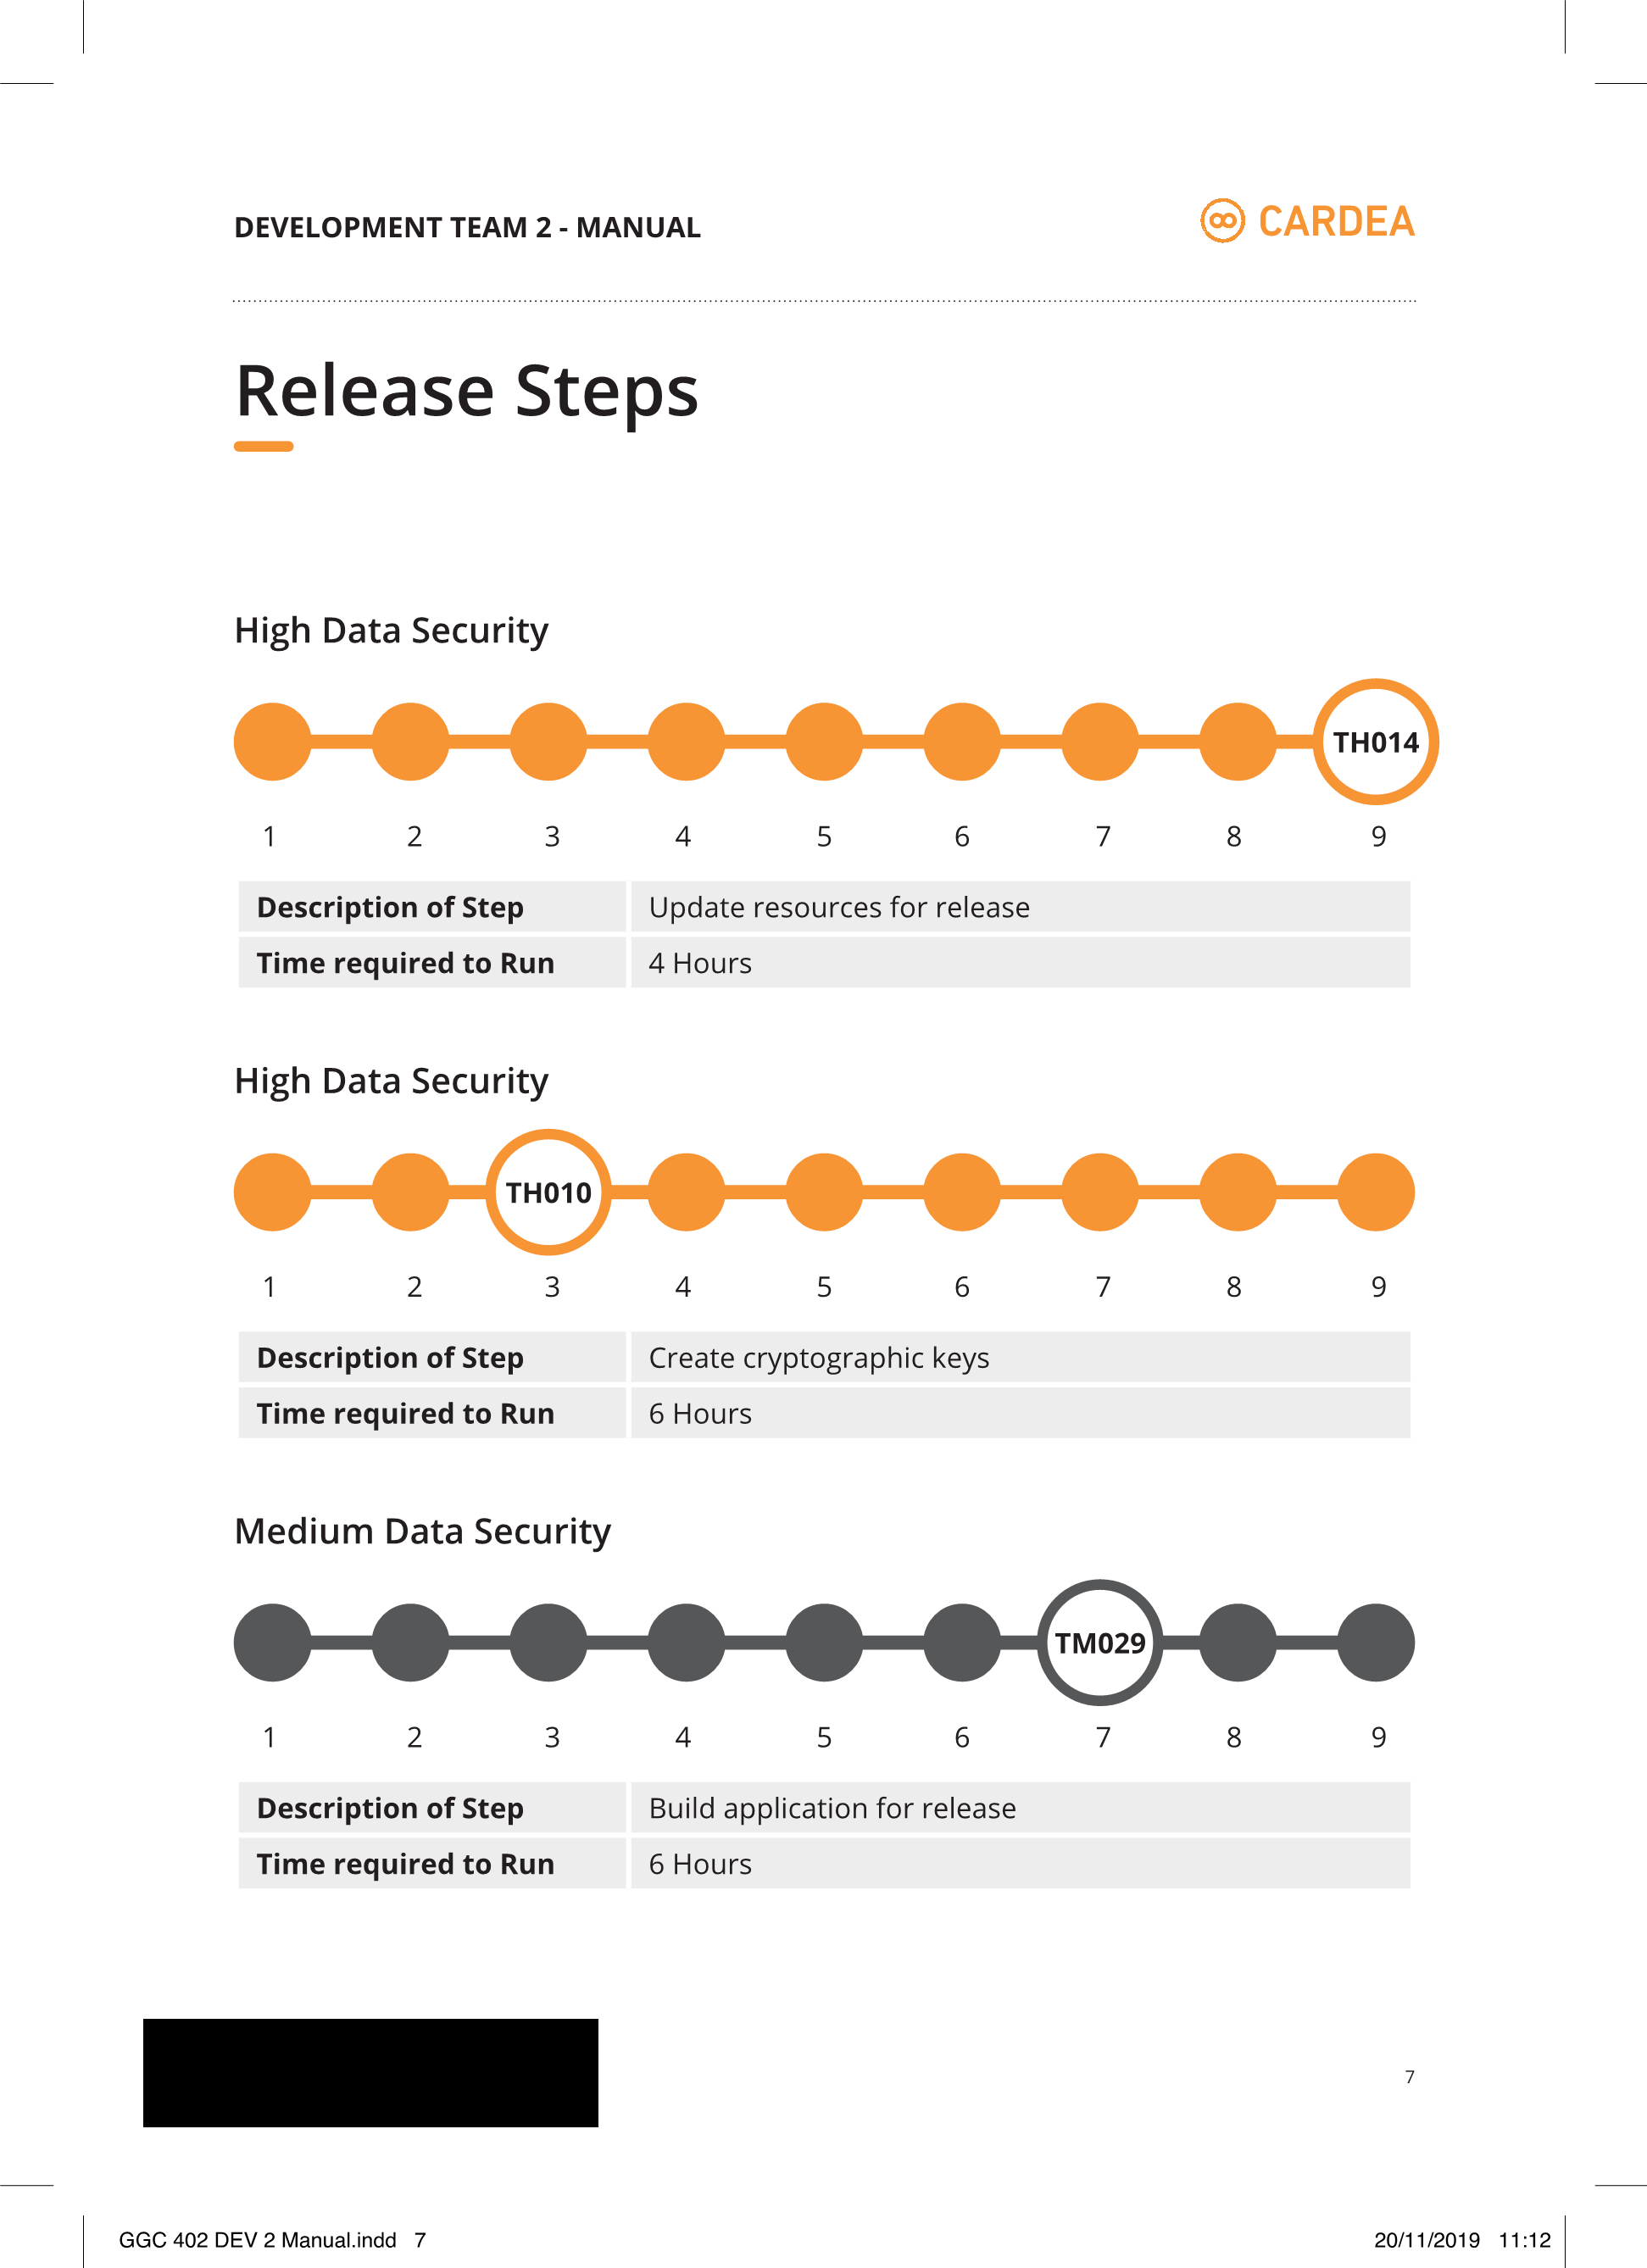 DEVELOPMENT TEAM 2 - MANUAL
CARDEA
Release Steps
High Data Security
TH014
1 2 3 4 5 6 7 8 9
Description of Step Update resources for release
Time required to Run 4 Hours
High Data Security
TH010
1 2 3 4 5 6 7 8 9
Description of Step Create cryptographic keys
Time required to Run 6 Hours
Medium Data Security
TM029
1 2 3 4 5 6 7 8 9
Description of Step Build application for release
Time required to Run 6 Hours
7
GGC 402 DEV 2 Manual.indd 7 20/11/2019 11:12